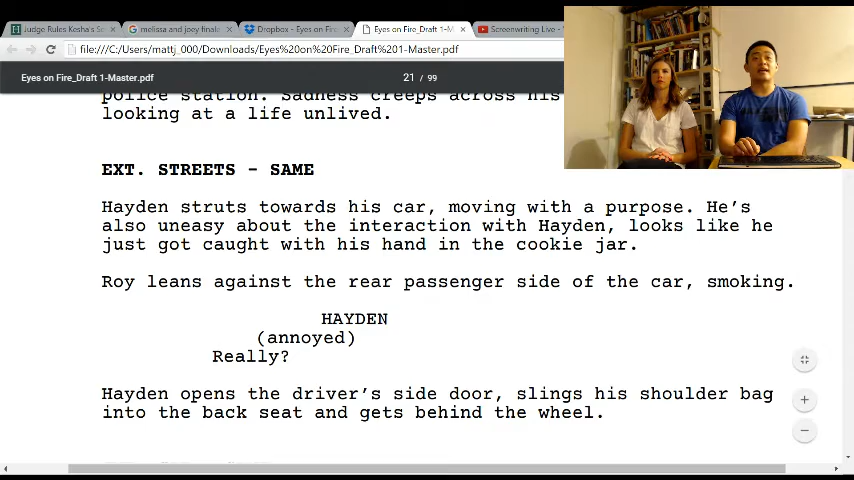 Judge Rules Kesha's S
melissa and joey finale
Dropbox - Eyes on Fire
Eyes on Fire_Draft 1-M
Screenwriting Live -
file:///C:/Users/mattj_000/Downloads/Eyes%20on%20Fire_Draft%201-Master.pdf
Eyes on Fire_Draft 1-Master.pdf
21 / 99
police station. Sadness creeps across his
looking at a life unlived.
EXT. STREETS - SAME
Hayden struts towards his car, moving with a purpose. He's
also uneasy about the interaction with Hayden, looks like he
just got caught with his hand in the cookie jar.
Roy leans against the rear passenger side of the car, smoking.
HAYDEN
(annoyed)
Really?
Hayden opens the driver's side door, slings his shoulder bag
into the back seat and gets behind the wheel.